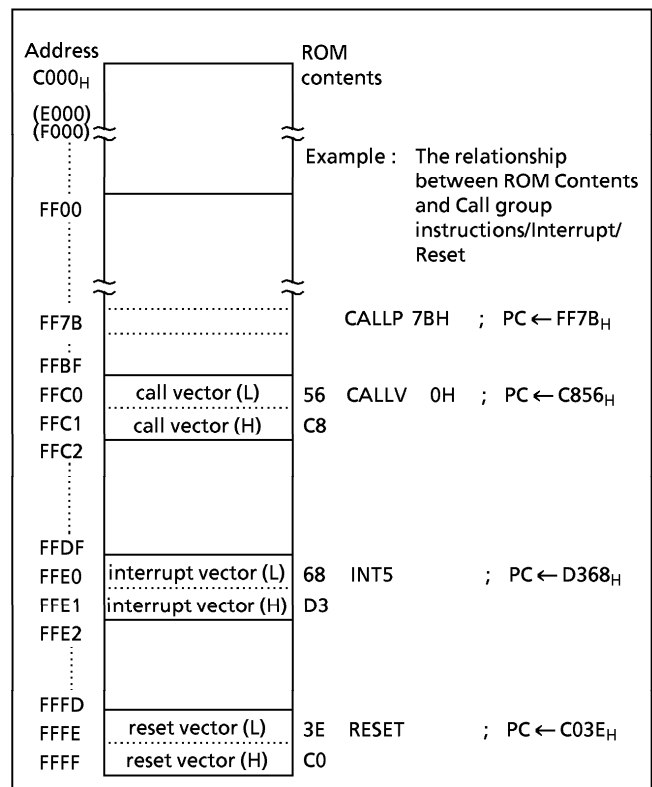 Address ROM
C000H contents
(E000)
(F000)
Example : The relationship
between ROM Contents
and Call group
instructions/Interrupt/
Reset
FF00
FF7B CALLP 7BH ; PC ← FF7BH
FFBF
FFC0 call vector (L) 56 CALLV 0H ; PC ← C856H
FFC1 call vector (H) C8
FFC2
FFDF
FFE0 interrupt vector (L) 68 INT5 ; PC ← D368H
FFE1 interrupt vector (H) D3
FFE2
FFFD
FFFE reset vector (L) 3E RESET ; PC ← C03EH
FFFF reset vector (H) C0